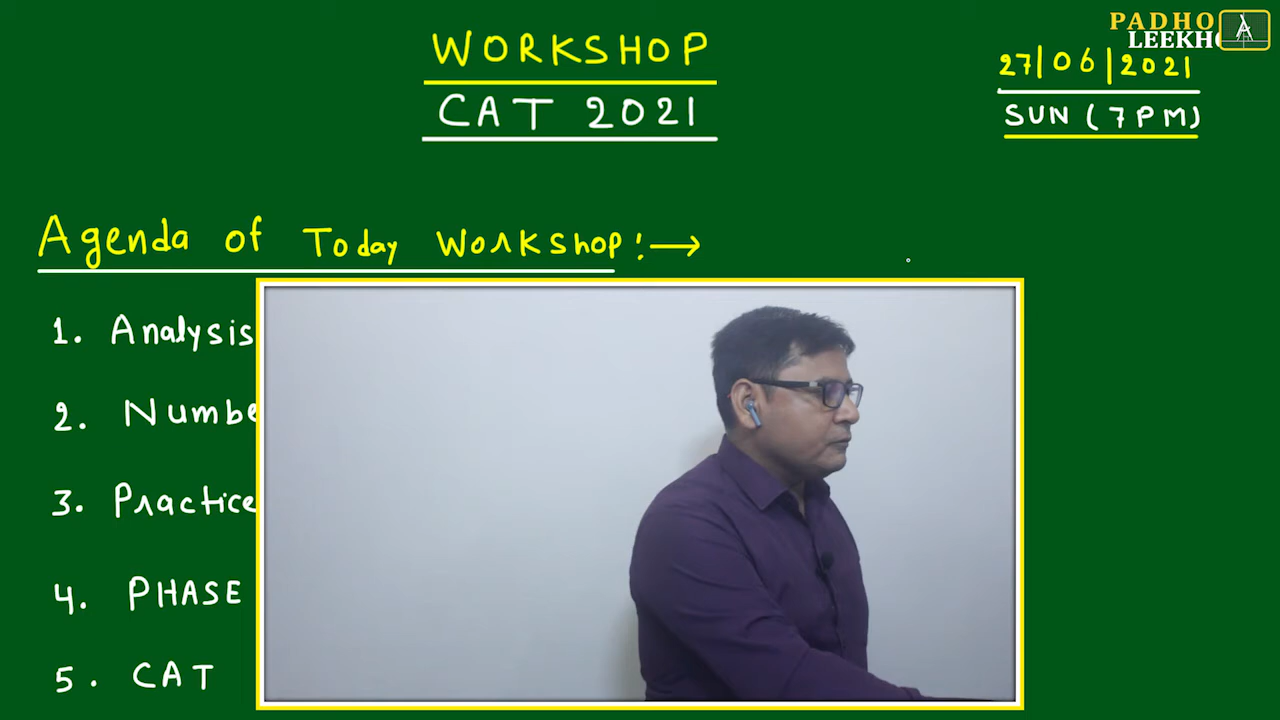 PADHO
LEEKHO
WORKSHOP
27/06/2021
CAT 2021
SUN (7PM)
Agenda of Today Workshop :→
1. Analysis
2. Numbe
3. Practice
4. PHASE
5. CAT